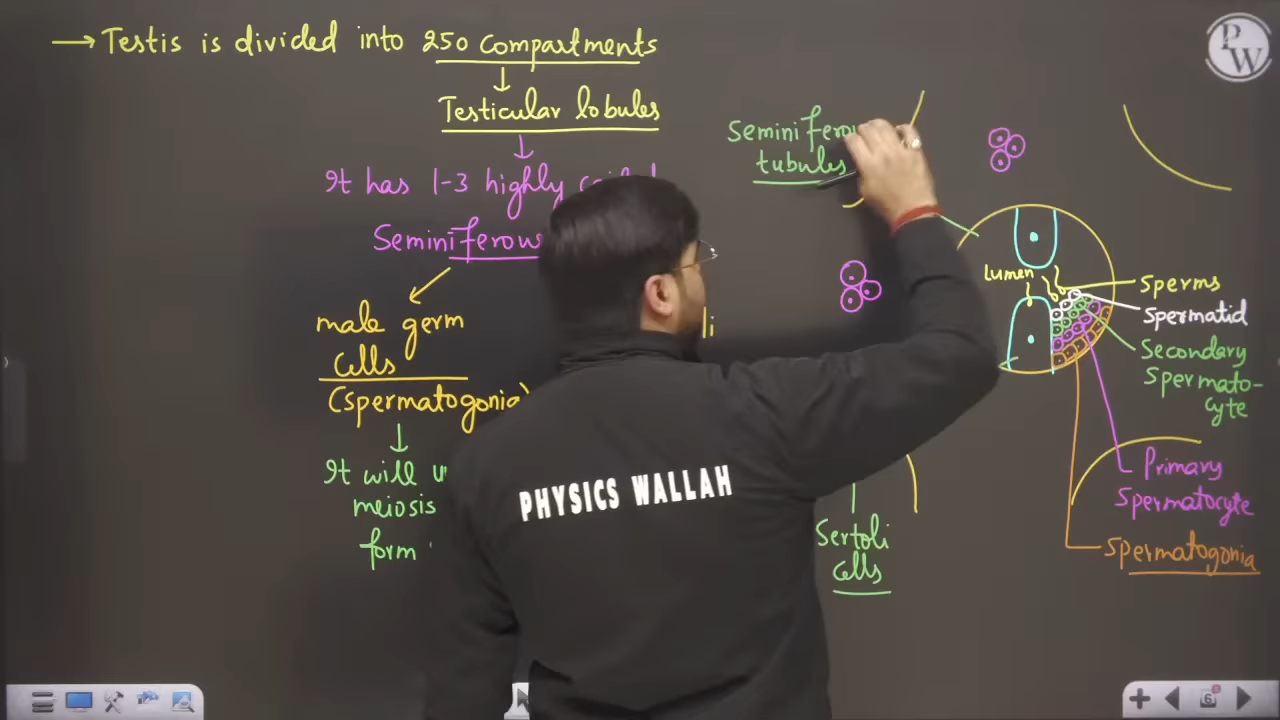 → Testis is divided into 250 compartments
Testicular lobules
It has 1-3 highly
Seminiferous
male germ
cells
(spermatogonia)
It will
meiosis
form
Seminiferous
tubules
Lumen
Sperms
Spermatid
Secondary
Spermato-
cyte
Primary
Spermatocyte
Spermatogonia
Sertoli
cells
li
PHYSICS WALLAH
PW
6